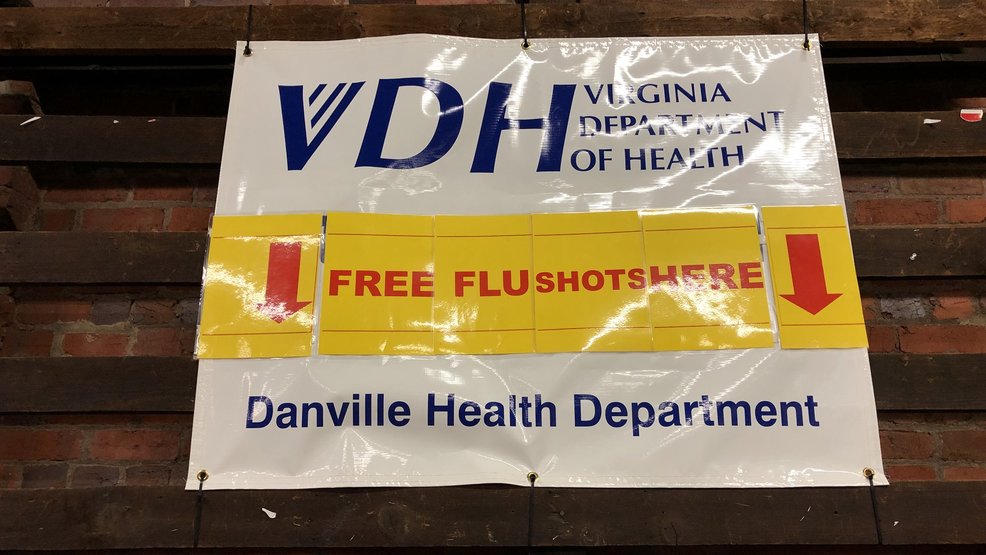 VDH
VIRGINIA
DEPARTMENT
OF HEALTH
FREE FLU SHOTS HERE
Danville Health Department